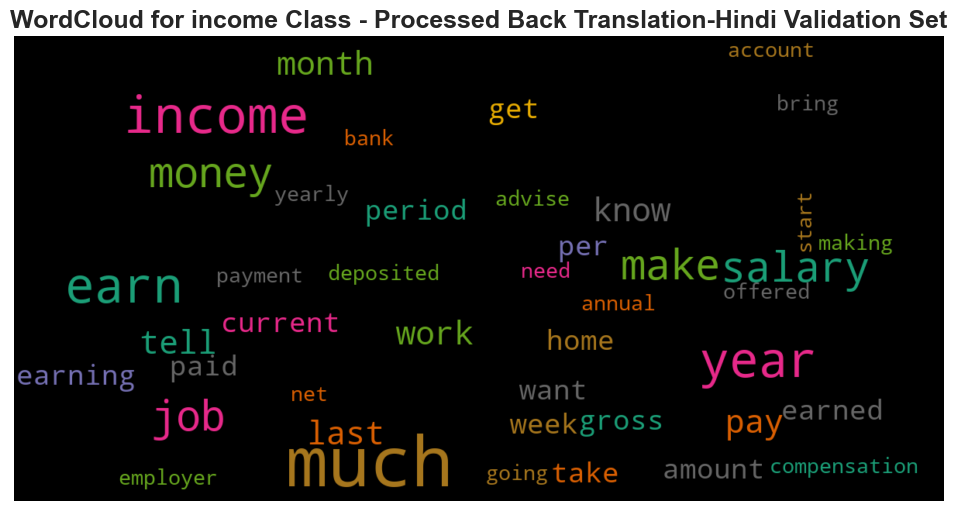 WordCloud for income Class - Processed Back Translation-Hindi Validation Set
account
month
bring
income
get
bank
money
yearly
advise
period
know
start
per
making
make
salary
need
payment
deposited
earn
offered
annual
current
work
tell
home
year
paid
earning
want
net
job
earned
week
gross
pay
last
much
amount
compensation
going
take
employer